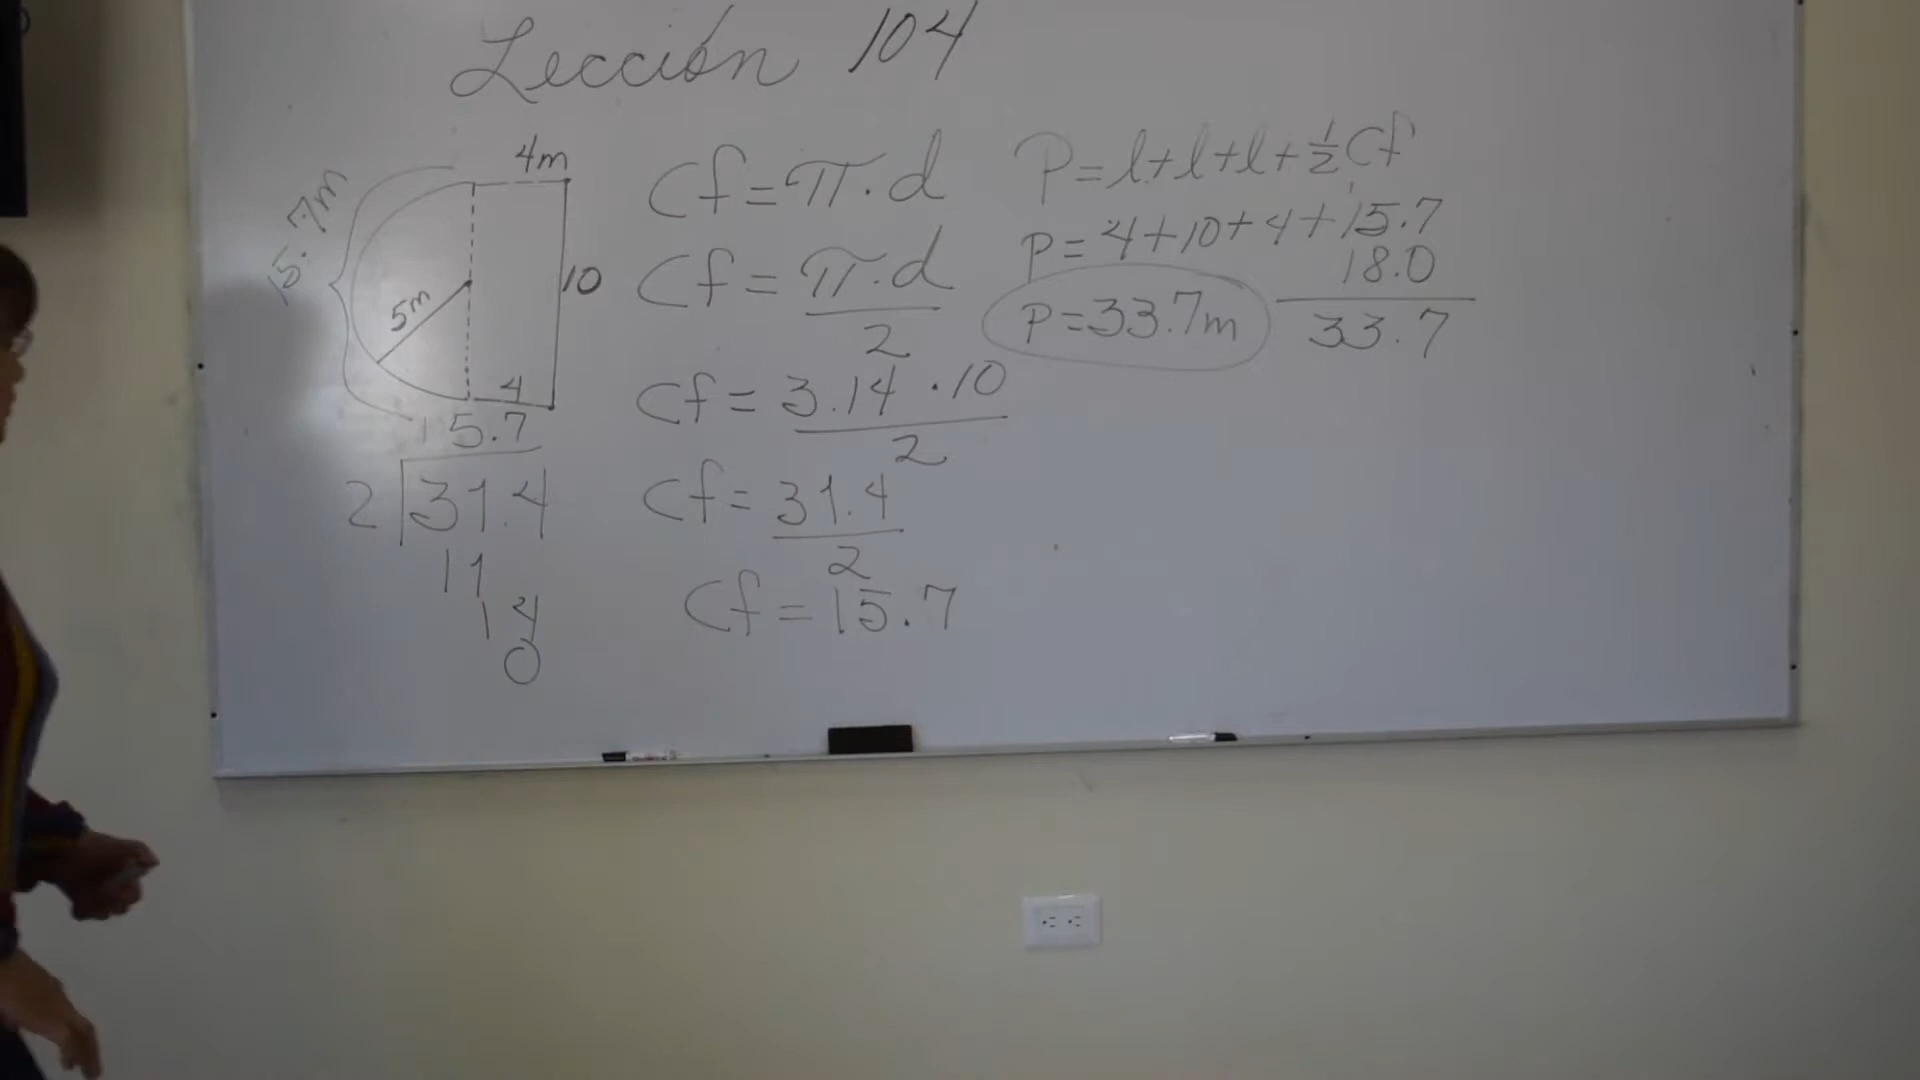 Lección 104
4m
15.7m
5m
10
4
15.7
2 31.4
11
14
0
Cf = π . d
Cf = π . d / 2
Cf = 3.14 . 10 / 2
Cf = 31.4 / 2
Cf = 15.7
P = l + l + l + 1/2 Cf
P = 4 + 10 + 4 + 15.7
18.0
33.7
P = 33.7m